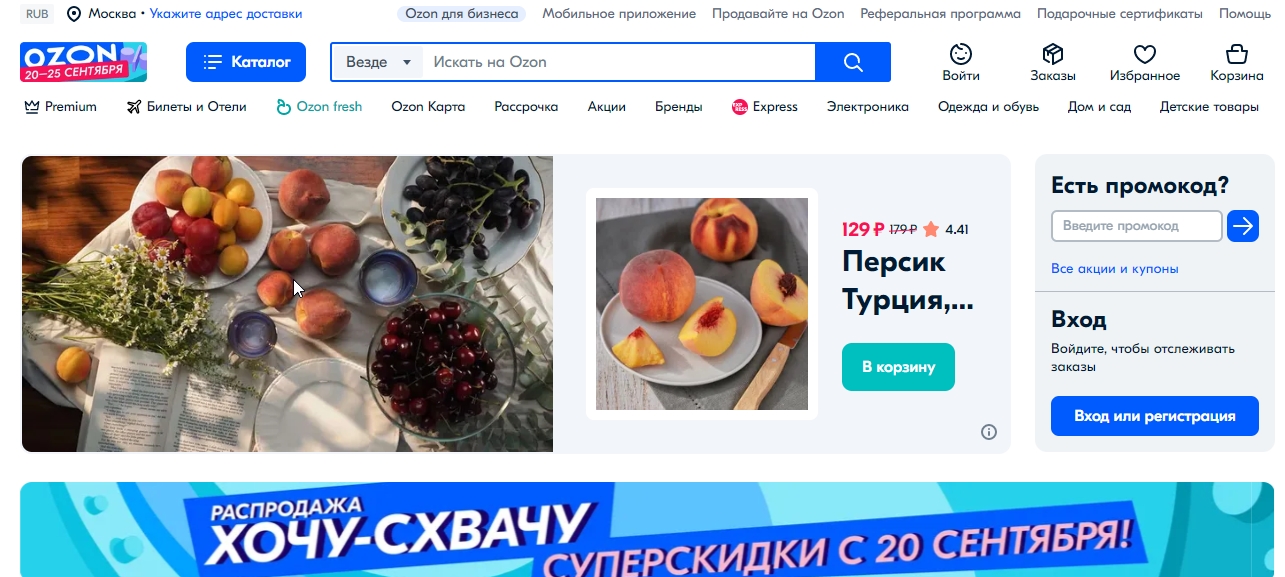 RUB Москва • Укажите адрес доставки Ozon для бизнеса Мобильное приложение Продавайте на Ozon Реферальная программа Подарочные сертификаты Помощь
OZON %
20–25 СЕНТЯБРЯ
Каталог
Везде Искать на Ozon
Войти Заказы Избранное Корзина
Premium Билеты и Отели Ozon fresh Ozon Карта Рассрочка Акции Бренды EXPRESS Express Электроника Одежда и обувь Дом и сад Детские товары
129 ₽ 179 ₽ 4.41
Персик
Турция,...
В корзину
Есть промокод?
Введите промокод
Все акции и купоны
Вход
Войдите, чтобы отслеживать
заказы
Вход или регистрация
РАСПРОДАЖА
ХОЧУ-СХВАЧУ
СУПЕРСКИДКИ С 20 СЕНТЯБРЯ!